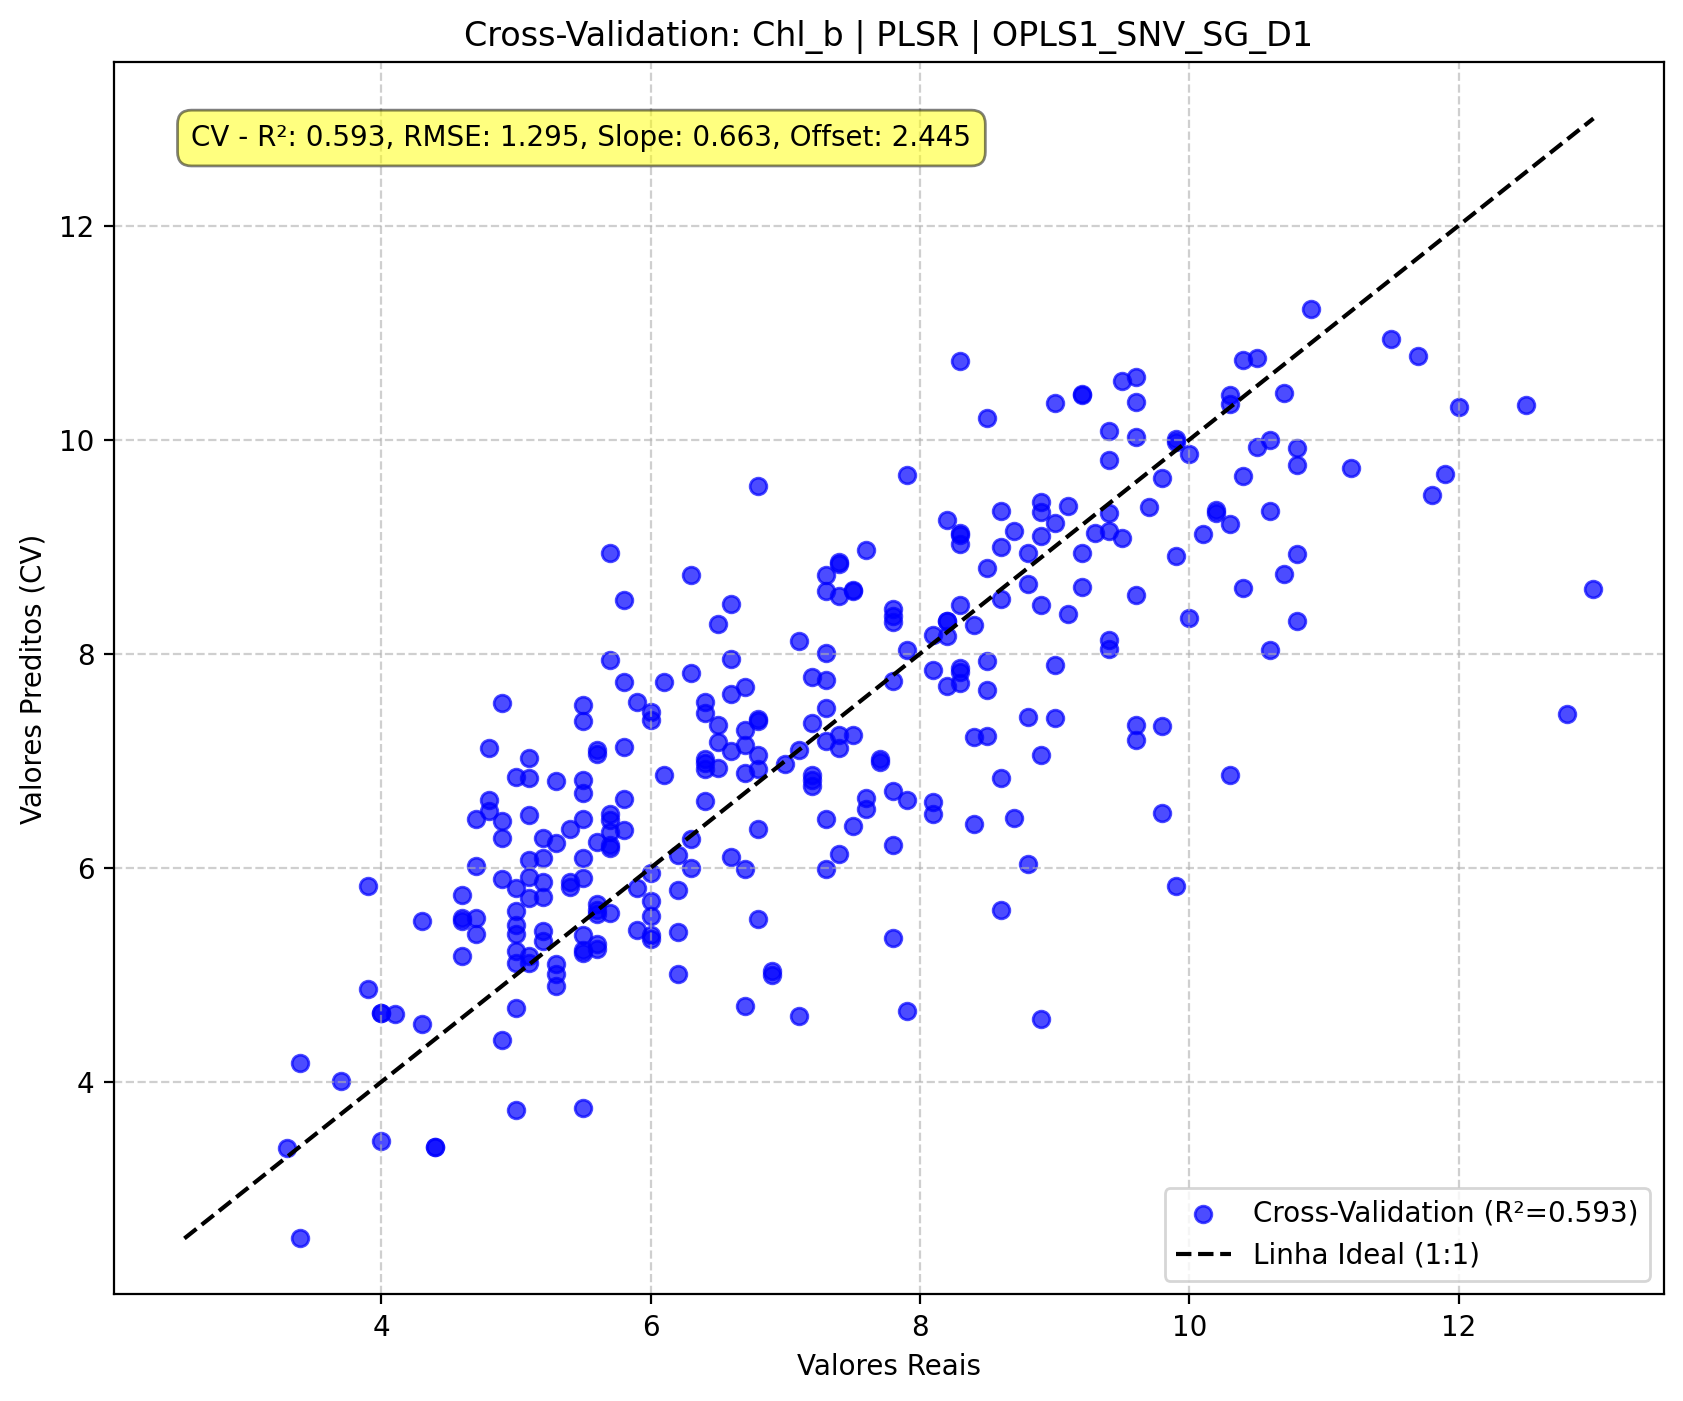 Cross-Validation: Chl_b | PLSR | OPLS1_SNV_SG_D1
CV - R²: 0.593, RMSE: 1.295, Slope: 0.663, Offset: 2.445
12
10
8
6
4
Valores Preditos (CV)
Cross-Validation (R²=0.593)
Linha Ideal (1:1)
4 6 8 10 12
Valores Reais